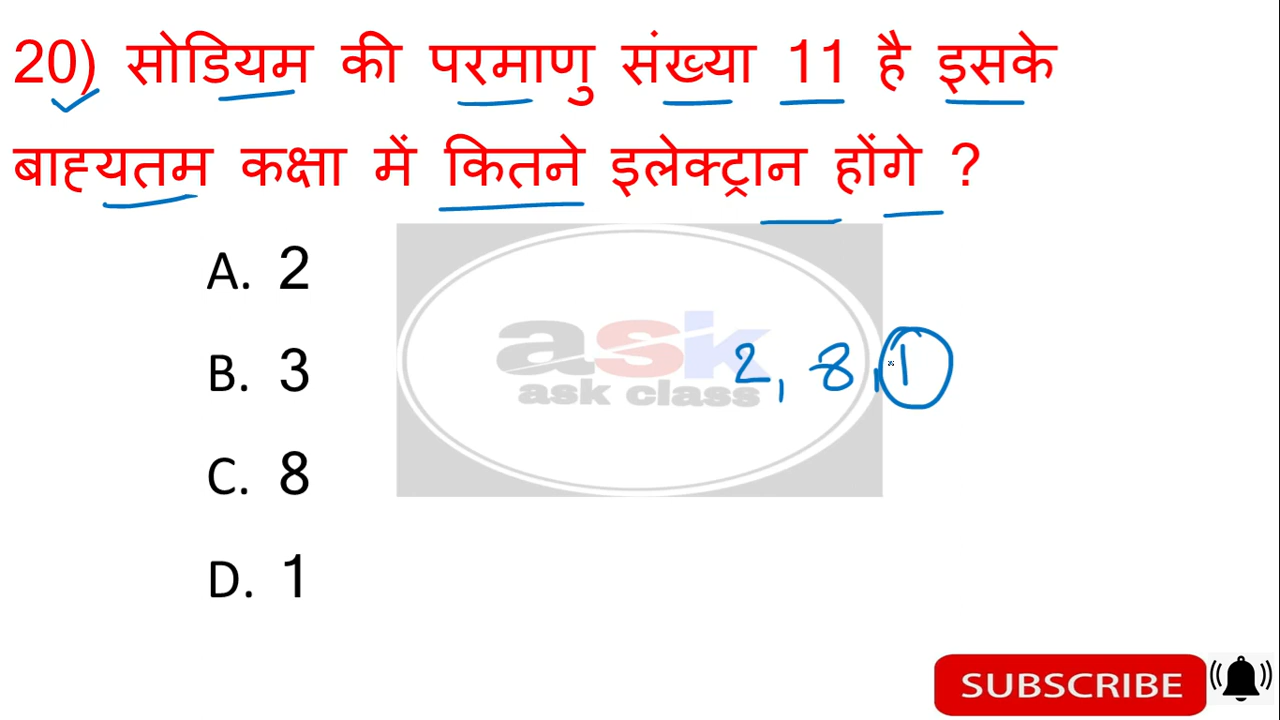 20) सोडियम की परमाणु संख्या 11 है इसके
बाह्यतम कक्षा में कितने इलेक्ट्रान होंगे ?
A. 2
B. 3
C. 8
D. 1
ask
ask class
2, 8, 1
SUBSCRIBE